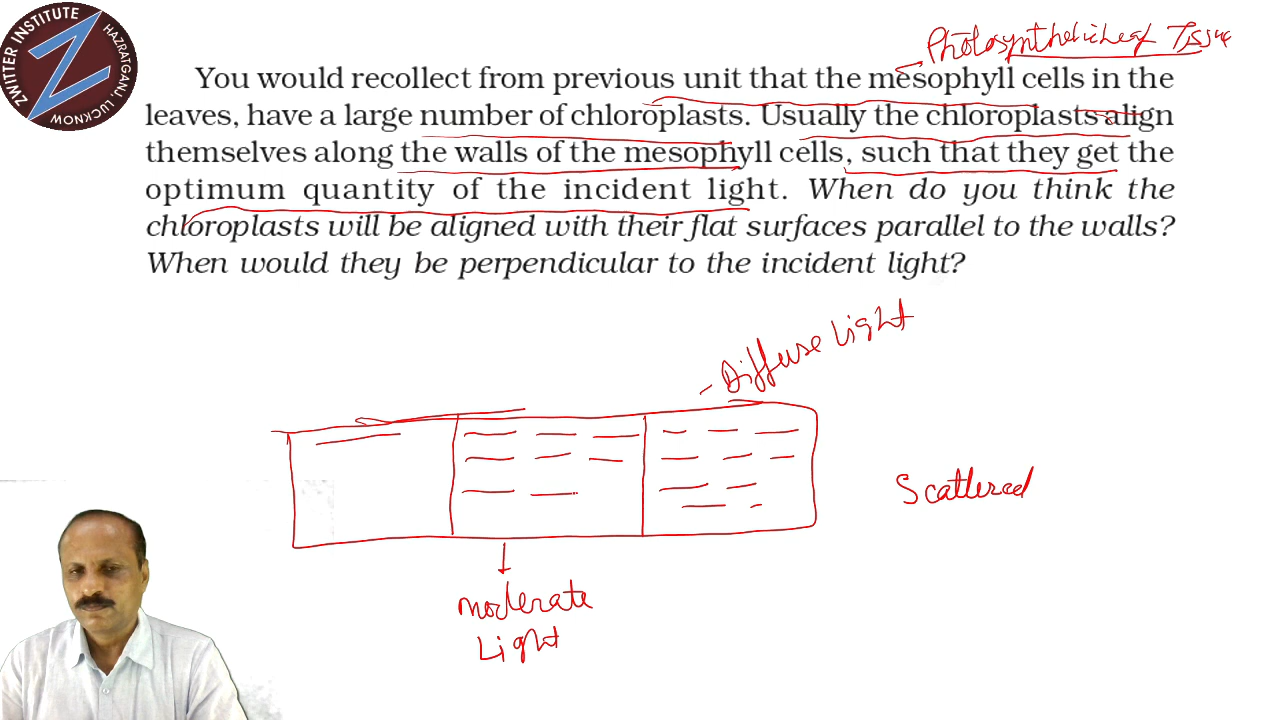 ZWITTER INSTITUTE
HAZRATGANJ, LUCKNOW
Photosynthetic Leaf Tissue
You would recollect from previous unit that the mesophyll cells in the
leaves, have a large number of chloroplasts. Usually the chloroplasts align
themselves along the walls of the mesophyll cells, such that they get the
optimum quantity of the incident light. When do you think the
chloroplasts will be aligned with their flat surfaces parallel to the walls?
When would they be perpendicular to the incident light?
- Diffuse Light
Scattered
moderate
Light